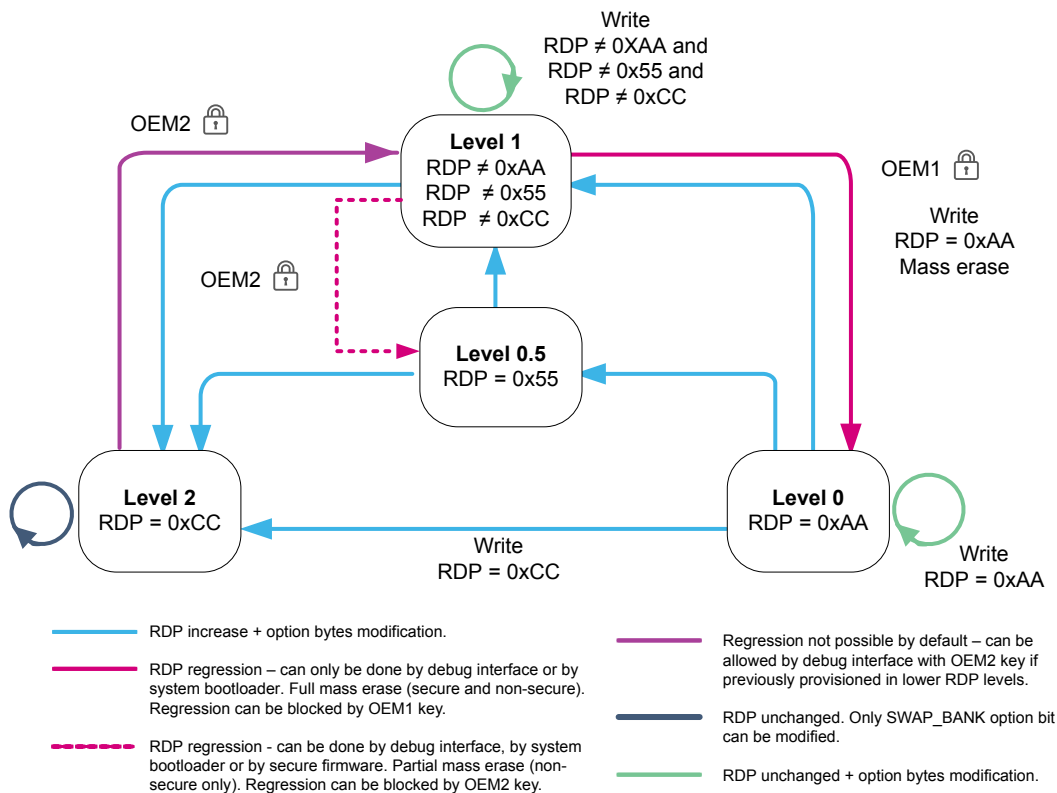 Write
RDP ≠ 0XAA and
RDP ≠ 0x55 and
RDP ≠ 0xCC
OEM2
Level 1
RDP ≠ 0xAA
RDP ≠ 0x55
RDP ≠ 0xCC
OEM1
Write
RDP = 0xAA
Mass erase
OEM2
Level 0.5
RDP = 0x55
Level 2
RDP = 0xCC
Level 0
RDP = 0xAA
Write
RDP = 0xCC
Write
RDP = 0xAA
RDP increase + option bytes modification.
RDP regression – can only be done by debug interface or by
system bootloader. Full mass erase (secure and non-secure).
Regression can be blocked by OEM1 key.
RDP regression - can be done by debug interface, by system
bootloader or by secure firmware. Partial mass erase (non-
secure only). Regression can be blocked by OEM2 key.
Regression not possible by default – can be
allowed by debug interface with OEM2 key if
previously provisioned in lower RDP levels.
RDP unchanged. Only SWAP_BANK option bit
can be modified.
RDP unchanged + option bytes modification.